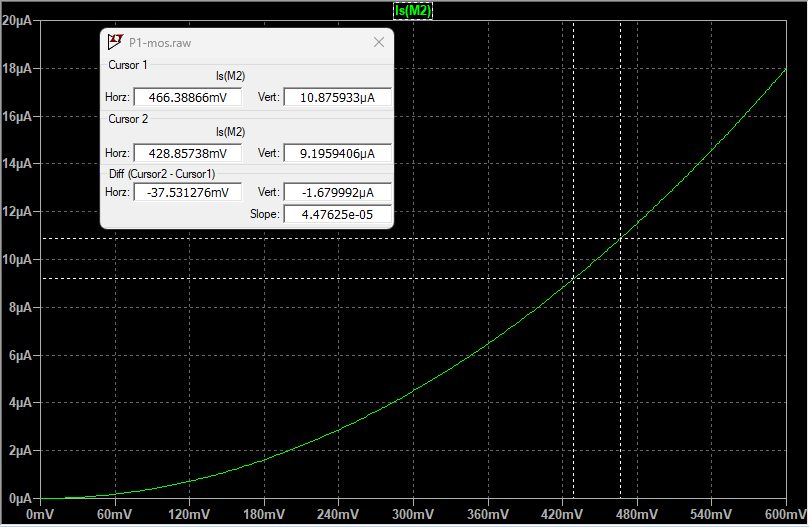 Is(M2)
P1-mos.raw
Cursor 1
Is(M2)
Horz: 466.38866mV Vert: 10.875933µA
Cursor 2
Is(M2)
Horz: 428.85738mV Vert: 9.1959406µA
Diff (Cursor2 - Cursor1)
Horz: -37.531276mV Vert: -1.679992µA
Slope: 4.47625e-05
20µA
18µA
16µA
14µA
12µA
10µA
8µA
6µA
4µA
2µA
0µA
0mV 60mV 120mV 180mV 240mV 300mV 360mV 420mV 480mV 540mV 600mV